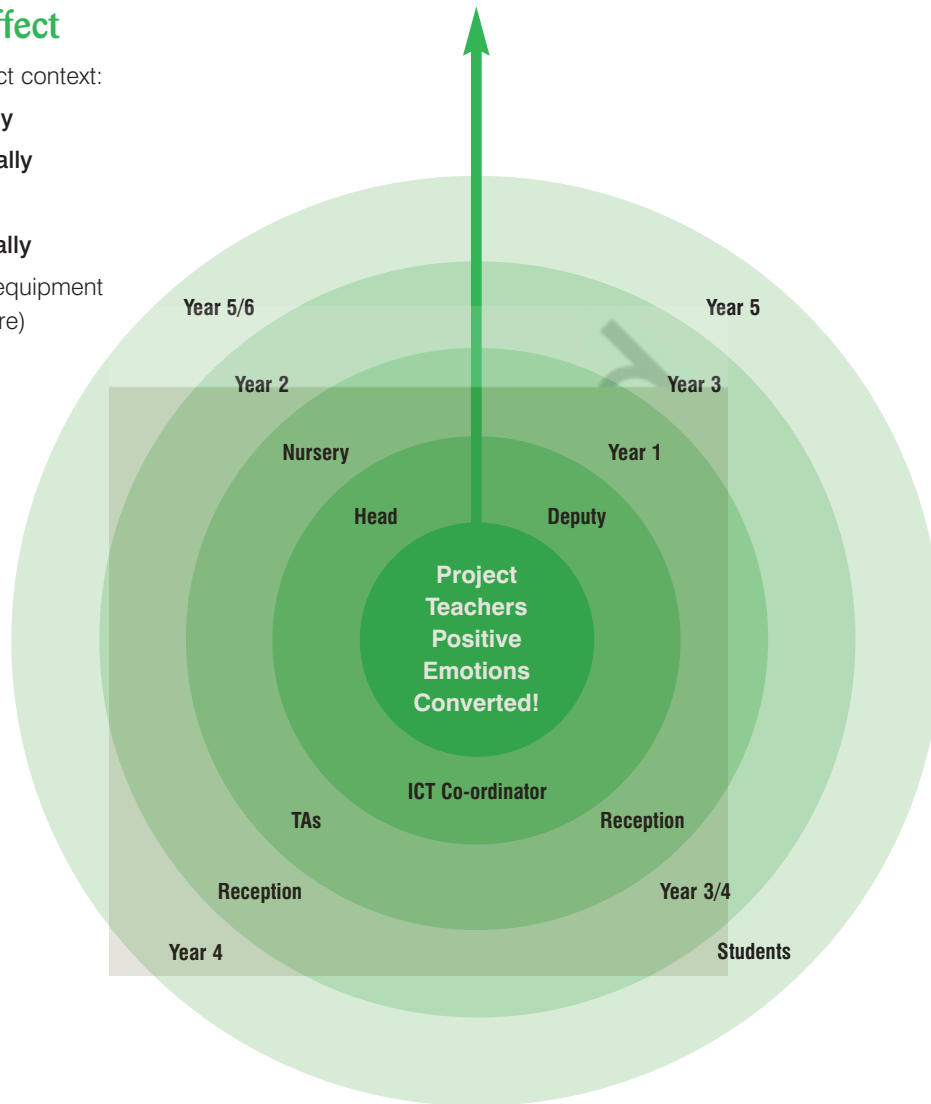 ffect
ct context:
y
ally
ally
equipment
re)
Year 5/6
Year 5
Year 2
Year 3
Nursery
Year 1
Head
Deputy
Project
Teachers
Positive
Emotions
Converted!
ICT Co-ordinator
TAs
Reception
Reception
Year 3/4
Year 4
Students